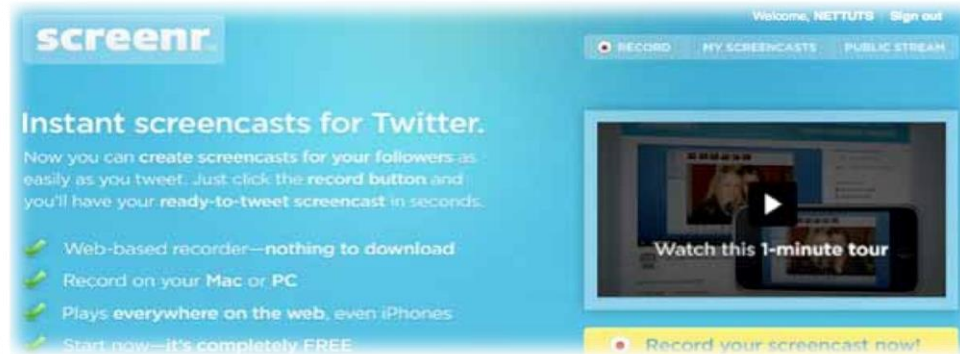 Welcome, NETTUTS Sign out
screenr
RECORD MY SCREENCASTS PUBLIC STREAM
Instant screencasts for Twitter.
Now you can create screencasts for your followers as
easily as you tweet. Just click the record button and
you'll have your ready-to-tweet screencast in seconds.
Web-based recorder—nothing to download
Record on your Mac or PC
Plays everywhere on the web, even iPhones
Start now—it's completely FREE
Watch this 1-minute tour
Record your screencast now!